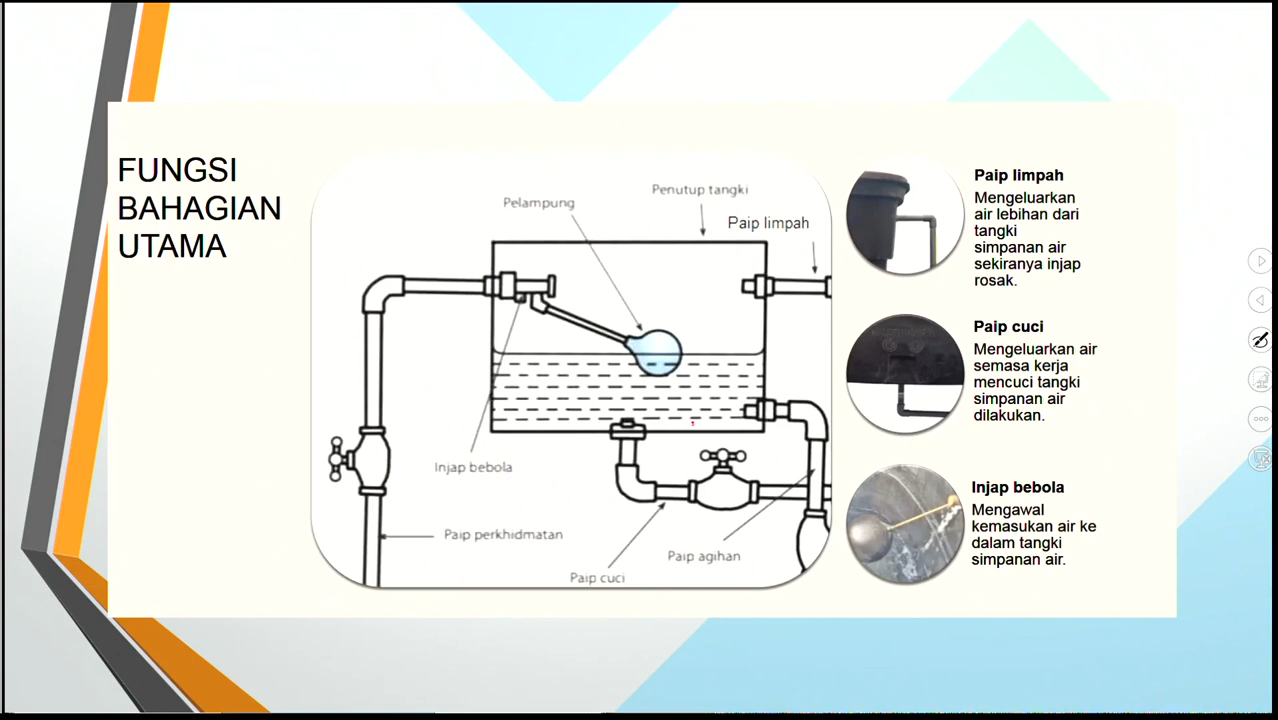 FUNGSI
BAHAGIAN
UTAMA
Pelampung
Penutup tangki
Paip limpah
Injap bebola
Paip perkhidmatan
Paip cuci
Paip agihan
Paip limpah
Mengeluarkan
air lebihan dari
tangki
simpanan air
sekiranya injap
rosak.
Paip cuci
Mengeluarkan air
semasa kerja
mencuci tangki
simpanan air
dilakukan.
Injap bebola
Mengawal
kemasukan air ke
dalam tangki
simpanan air.